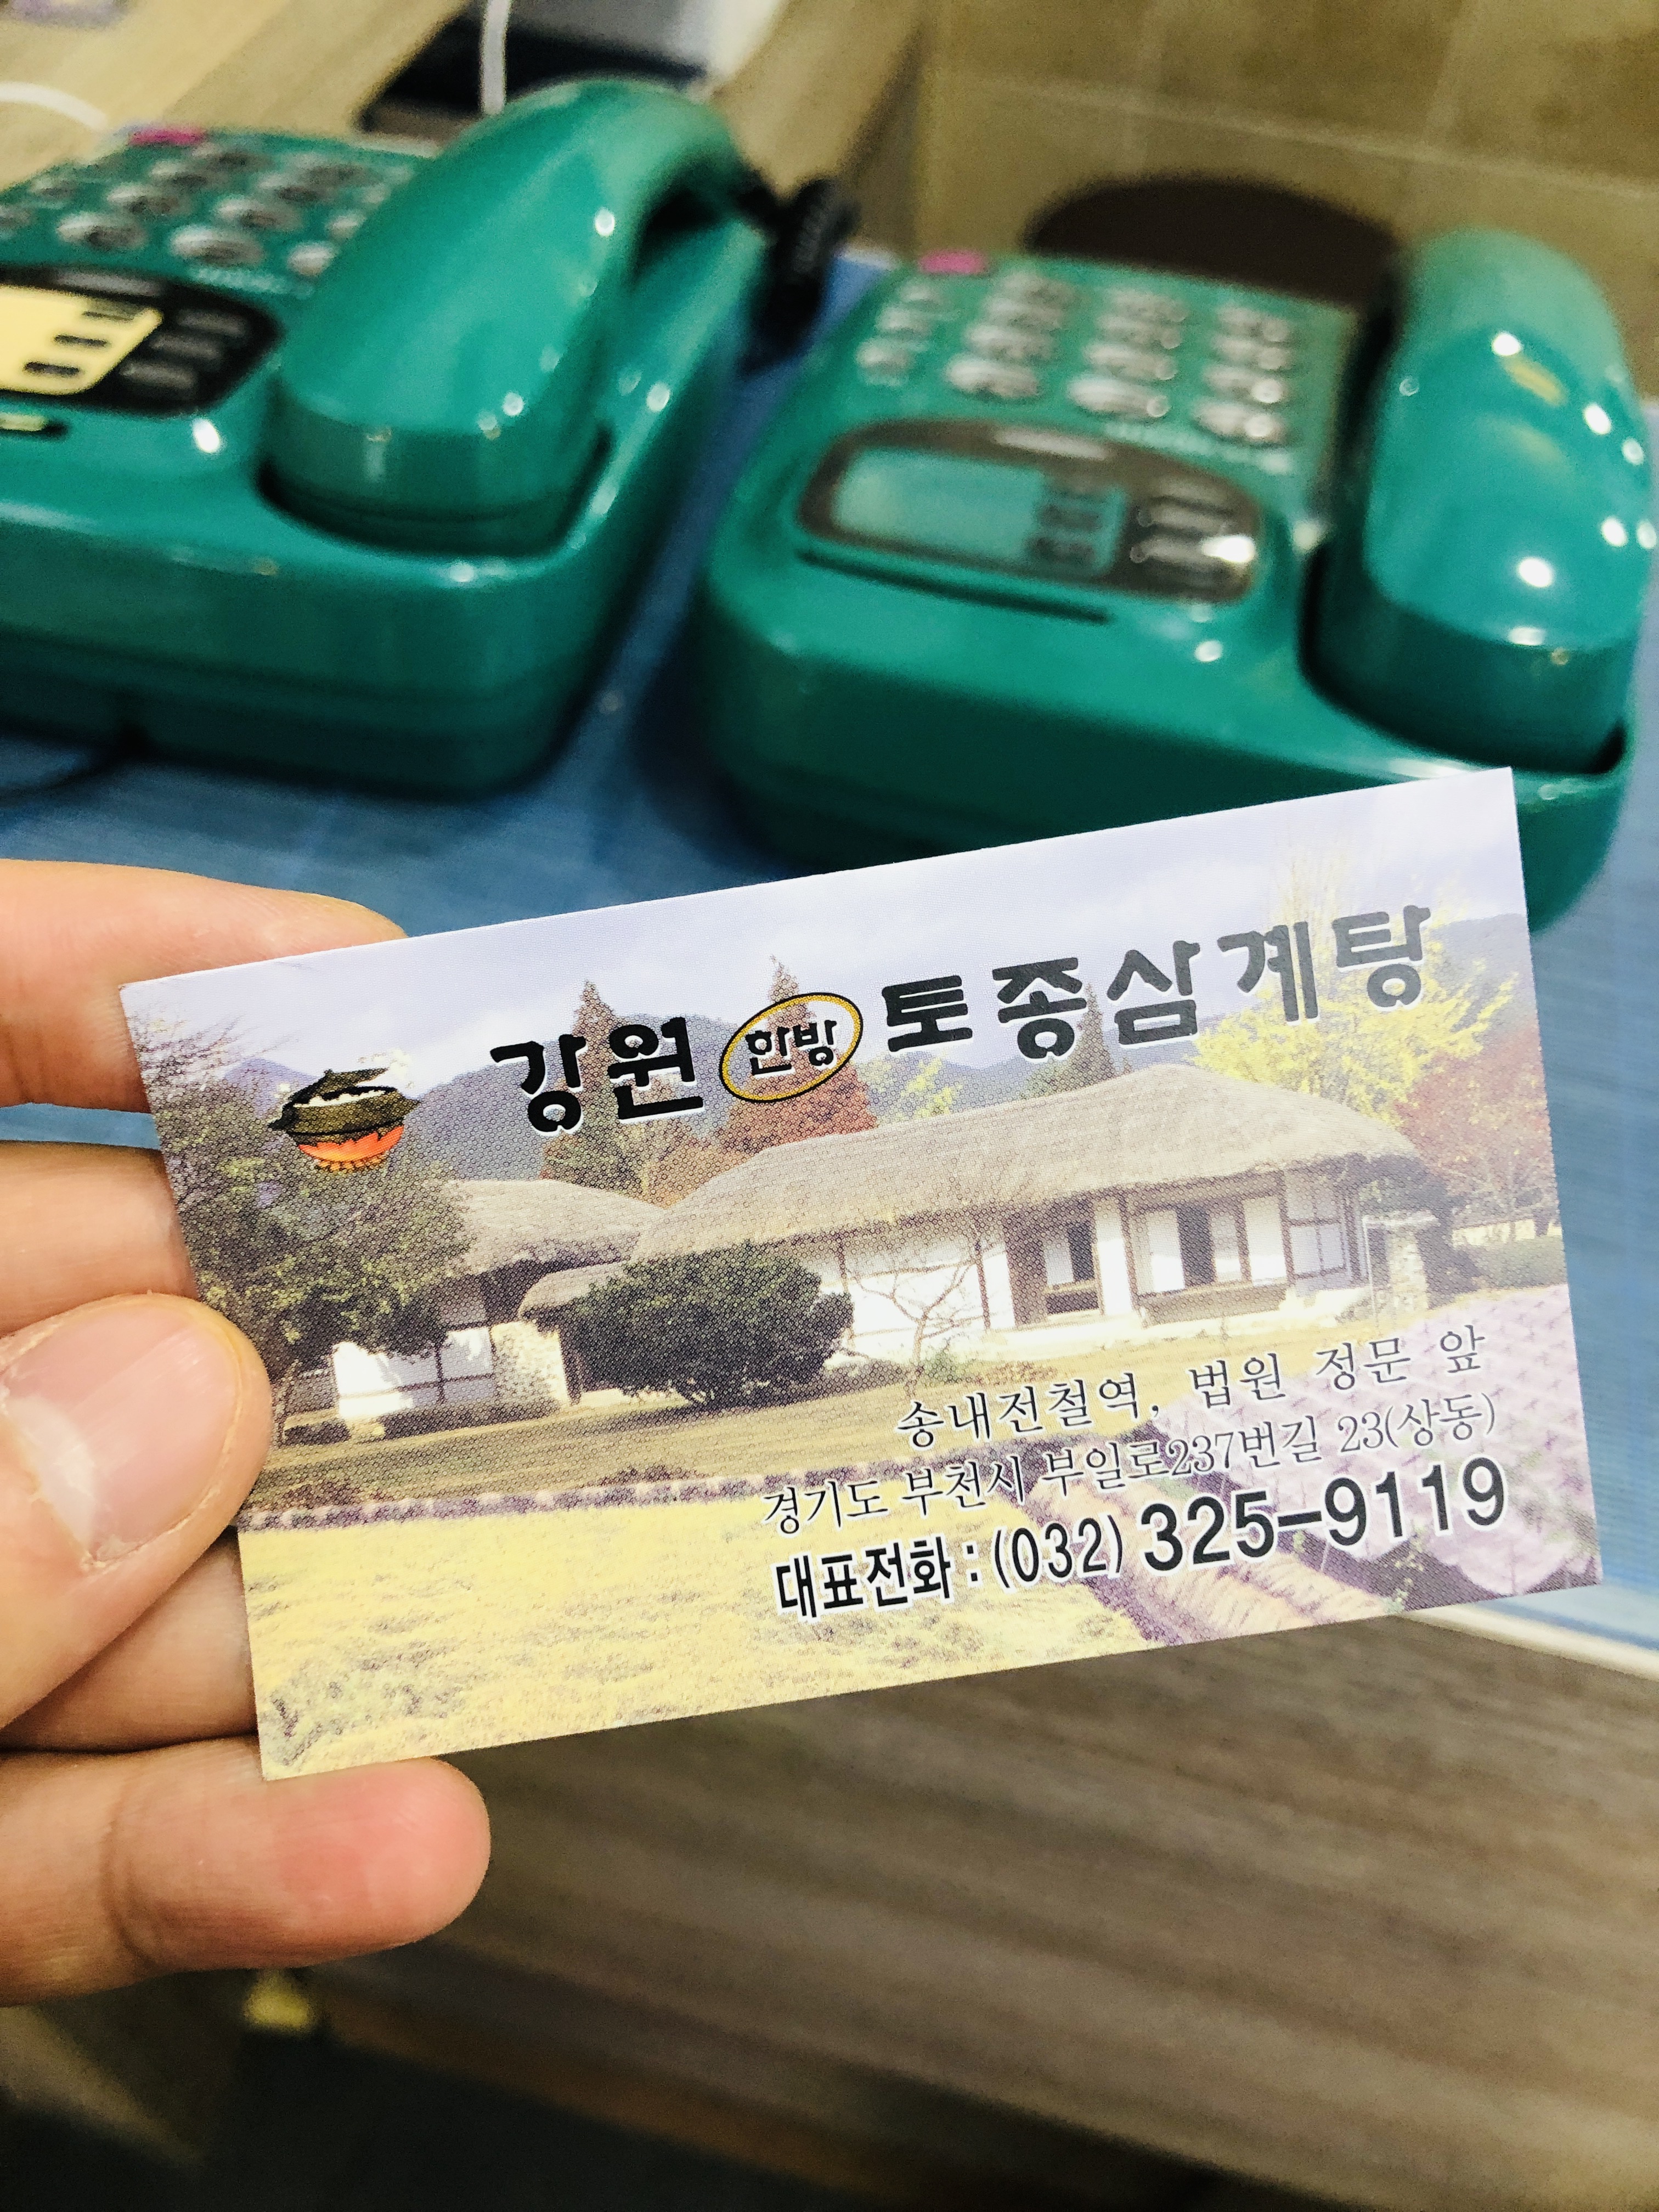 강원 한방 토종삼계탕
송내전철역, 법원 정문 앞
경기도 부천시 부일로237번길 23(상동)
대표전화 : (032) 325-9119